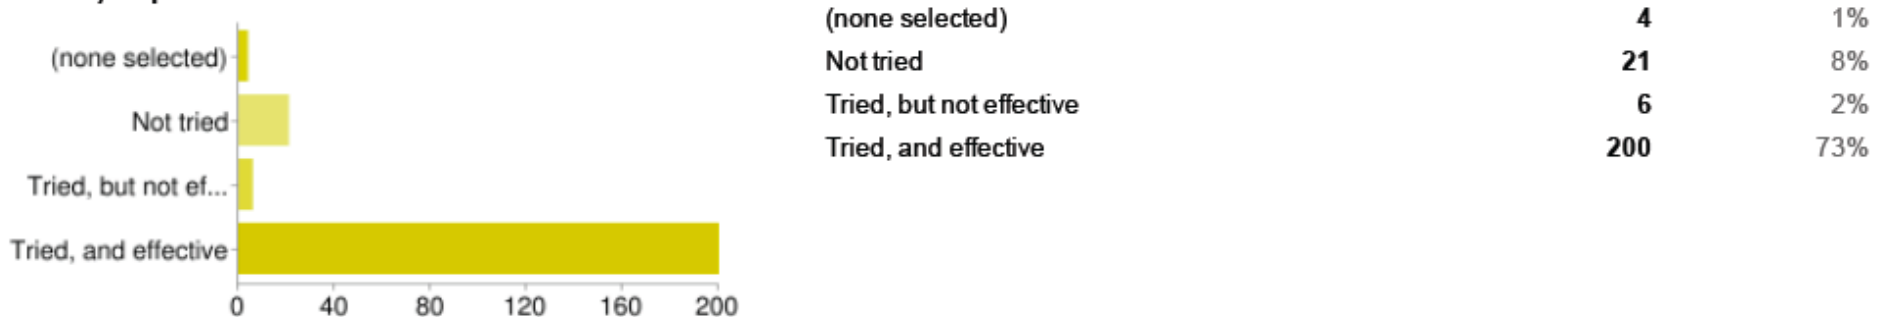 (none selected)
Not tried
Tried, but not ef...
Tried, and effective
0 40 80 120 160 200
(none selected) 4 1%
Not tried 21 8%
Tried, but not effective 6 2%
Tried, and effective 200 73%